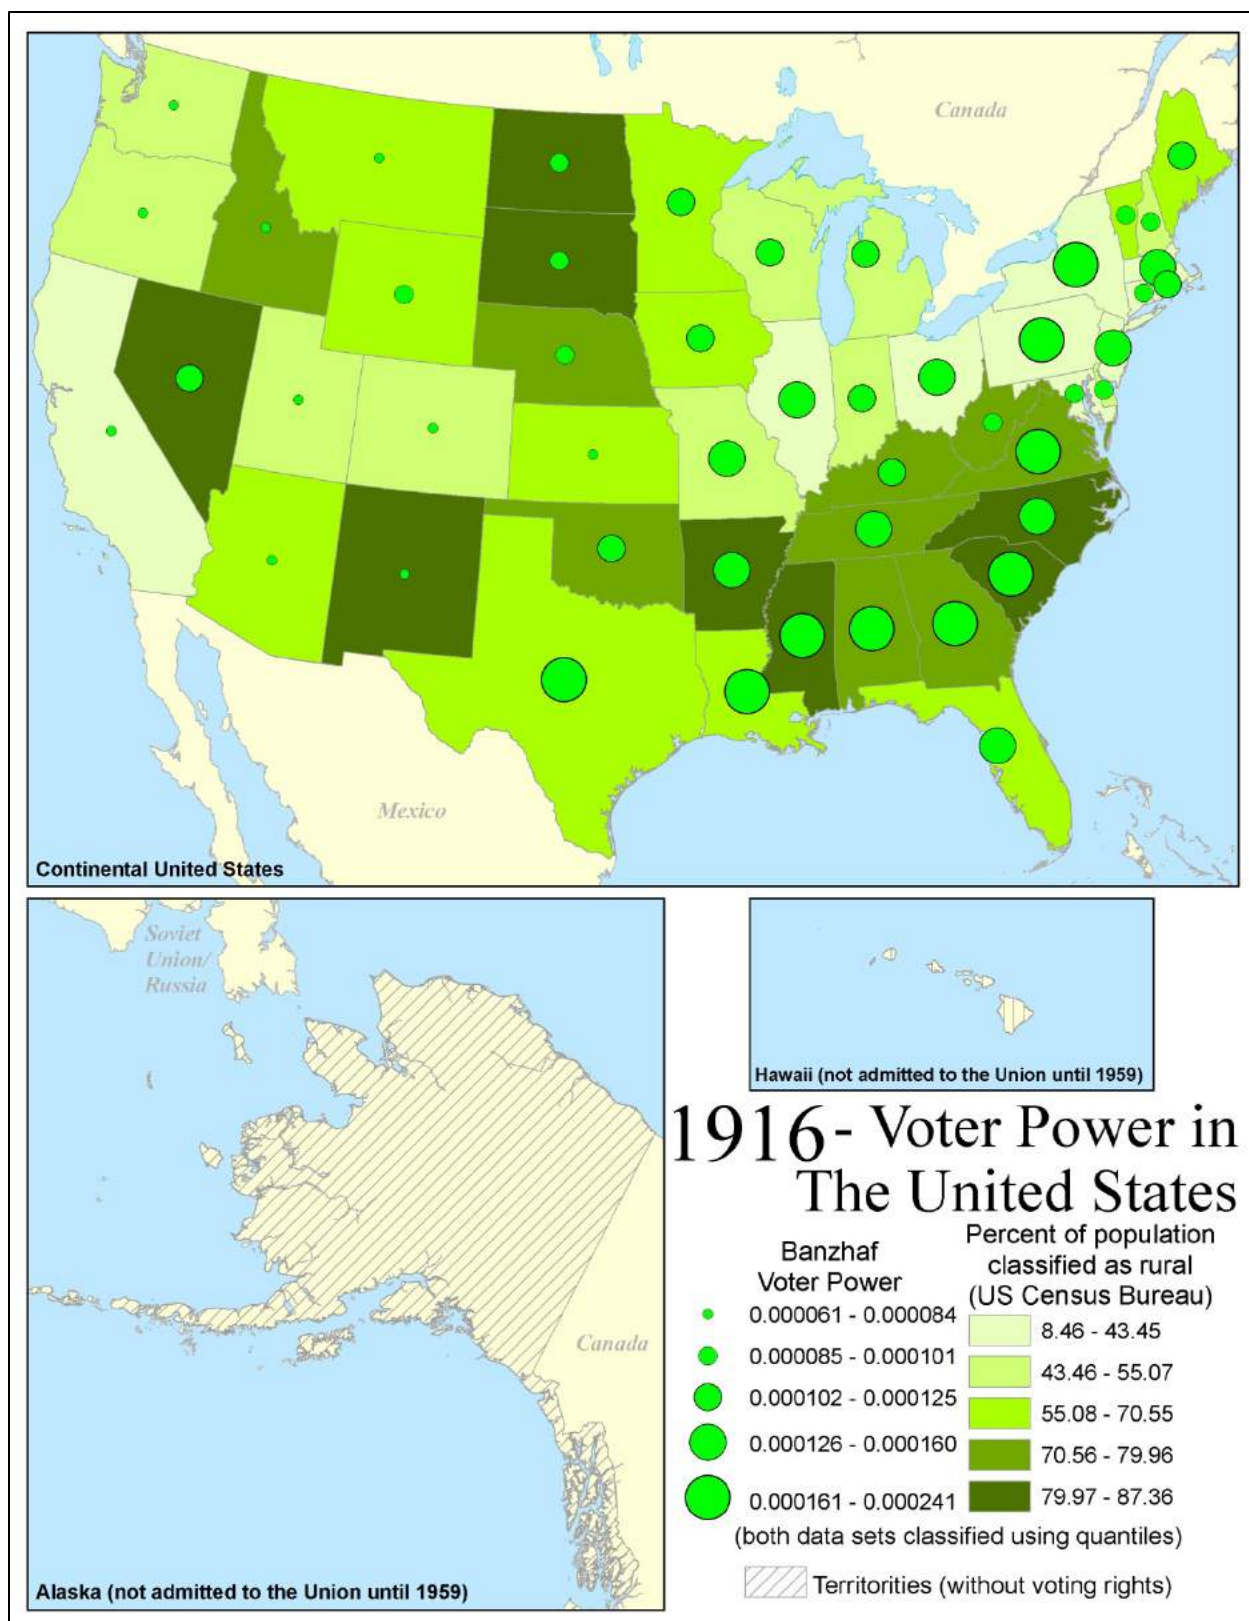 Canada
Mexico
Continental United States
Soviet
Union/
Russia
Canada
Alaska (not admitted to the Union until 1959)
Hawaii (not admitted to the Union until 1959)
1916 - Voter Power in
The United States
Banzhaf
Voter Power
0.000061 - 0.000084
0.000085 - 0.000101
0.000102 - 0.000125
0.000126 - 0.000160
0.000161 - 0.000241
Percent of population
classified as rural
(US Census Bureau)
8.46 - 43.45
43.46 - 55.07
55.08 - 70.55
70.56 - 79.96
79.97 - 87.36
(both data sets classified using quantiles)
Territorities (without voting rights)